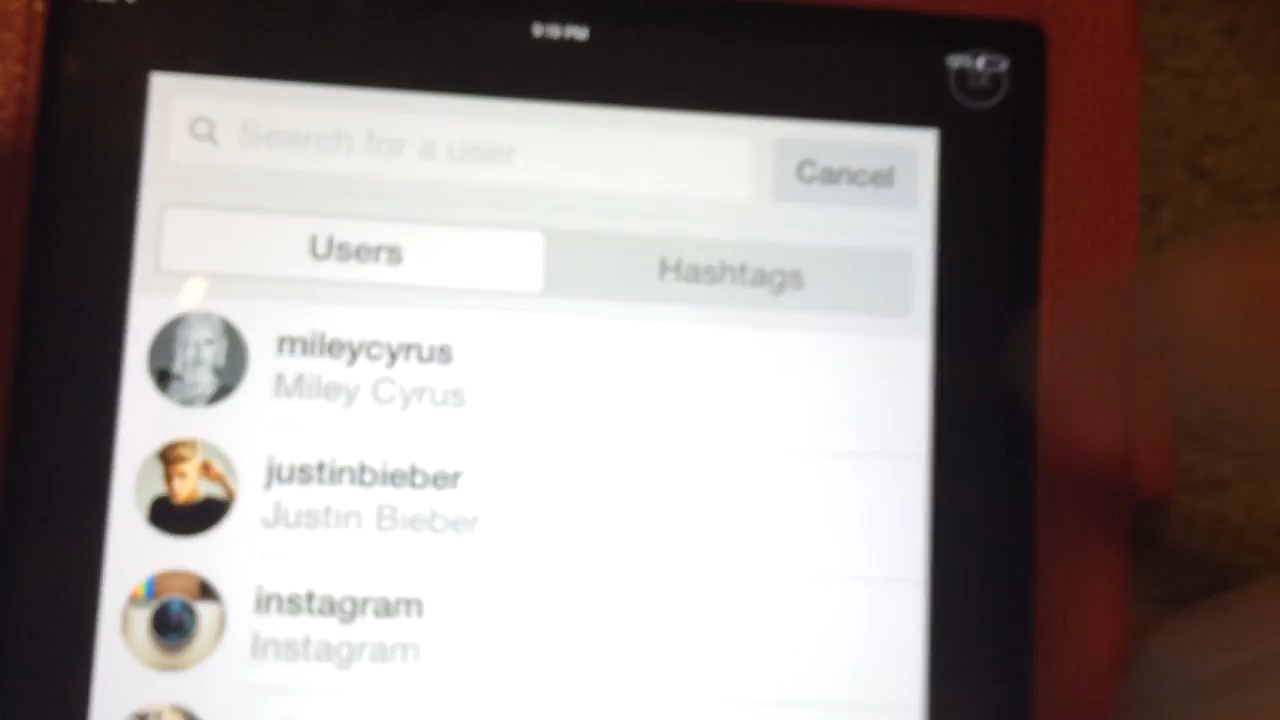 Search for a user
Cancel
Users
Hashtags
mileycyrus
Miley Cyrus
justinbieber
Justin Bieber
instagram
Instagram